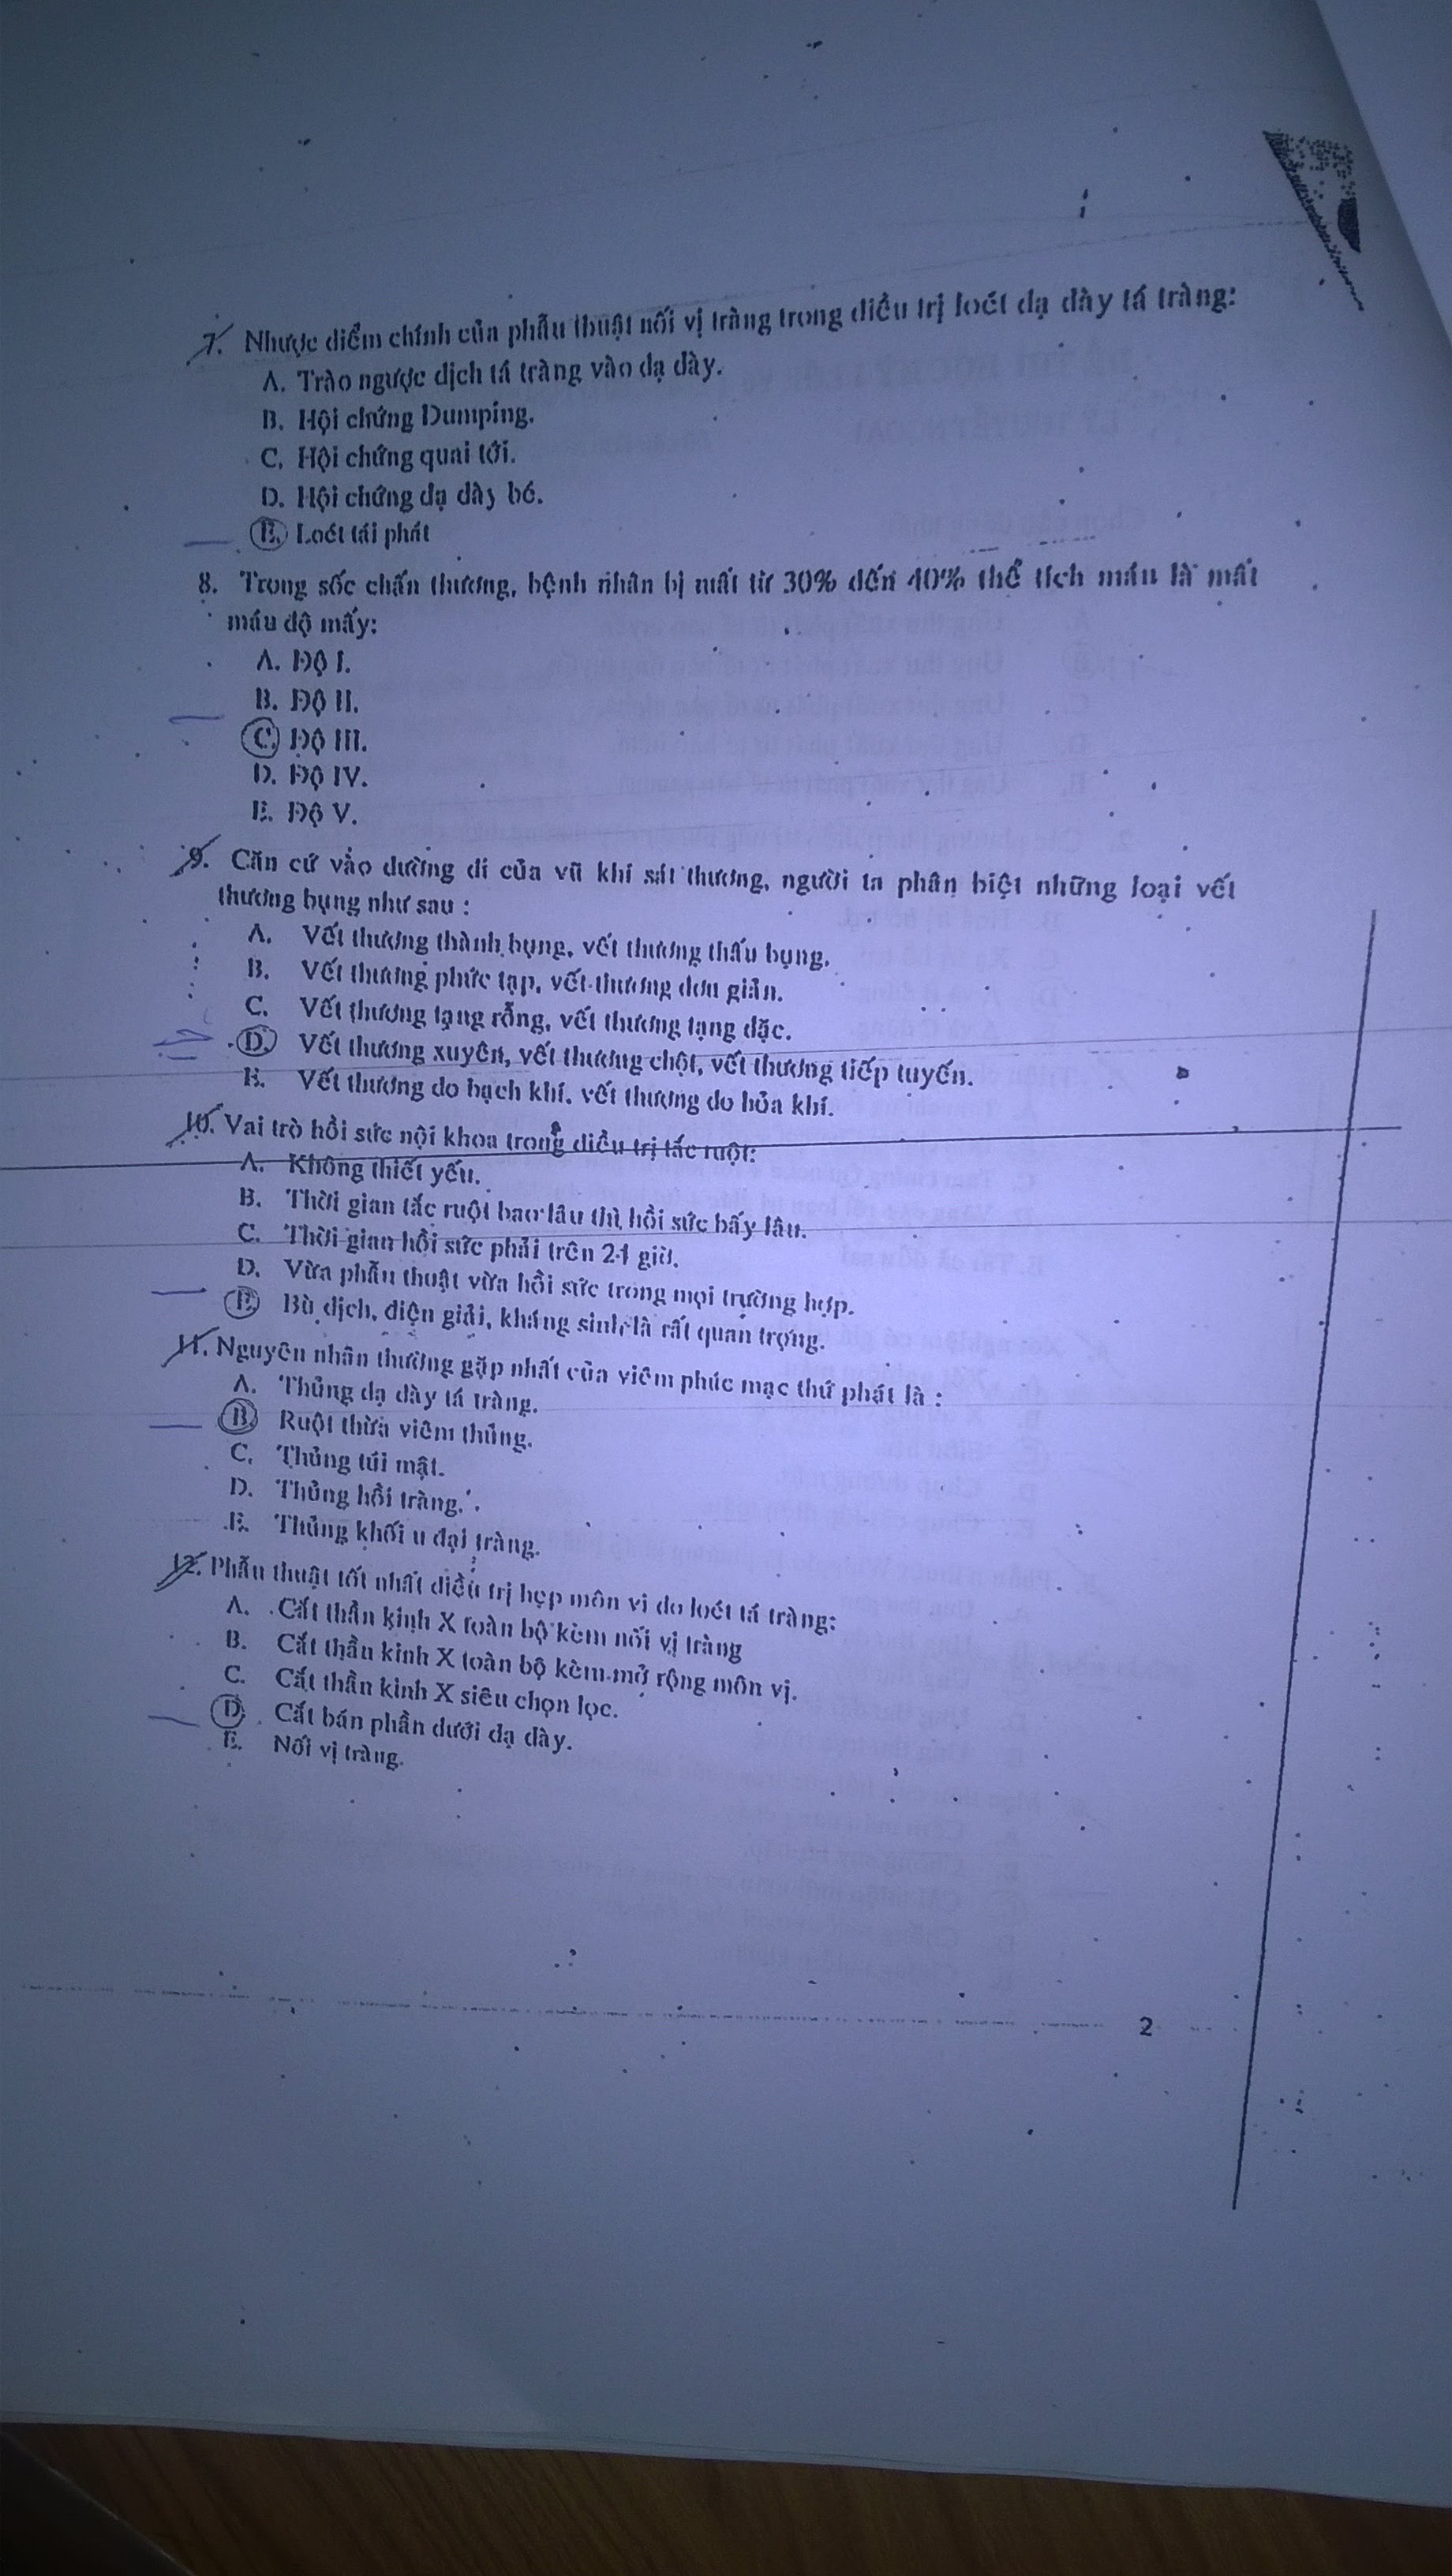 7. Nhược điểm chính của phẫu thuật nối vị tràng trong điều trị loét dạ dày tá tràng:
A. Trào ngược dịch tá tràng vào dạ dày.
B. Hội chứng Dumping.
C. Hội chứng quai tới.
D. Hội chứng dạ dày bé.
E. Loét tái phát
8. Trong sốc chấn thương, bệnh nhân bị mất từ 30% đến 40% thể tích máu là mất
máu độ mấy:
A. Độ I.
B. Độ II.
C. Độ III.
D. Độ IV.
E. Độ V.
9. Căn cứ vào đường đi của vũ khí sát thương, người ta phân biệt những loại vết
thương bụng như sau :
A. Vết thương thành bụng, vết thương thấu bụng.
B. Vết thương phức tạp, vết thương đơn giản.
C. Vết thương tạng rỗng, vết thương tạng đặc.
D. Vết thương xuyên, vết thương chột, vết thương tiếp tuyến.
E. Vết thương do bạch khí, vết thương do hỏa khí.
10. Vai trò hồi sức nội khoa trong điều trị tắc ruột:
A. Không thiết yếu.
B. Thời gian tắc ruột bao lâu thì hồi sức bấy lâu.
C. Thời gian hồi sức phải trên 24 giờ.
D. Vừa phẫu thuật vừa hồi sức trong mọi trường hợp.
E. Bù dịch, điện giải, kháng sinh là rất quan trọng.
11. Nguyên nhân thường gặp nhất của viêm phúc mạc thứ phát là :
A. Thủng dạ dày tá tràng.
B. Ruột thừa viêm thủng.
C. Thủng túi mật.
D. Thủng hồi tràng.
E. Thủng khối u đại tràng.
12. Phẫu thuật tốt nhất điều trị hẹp môn vị do loét tá tràng:
A. Cắt thần kinh X toàn bộ kèm nối vị tràng
B. Cắt thần kinh X toàn bộ kèm mở rộng môn vị.
C. Cắt thần kinh X siêu chọn lọc.
D. Cắt bán phần dưới dạ dày.
E. Nối vị tràng.
2